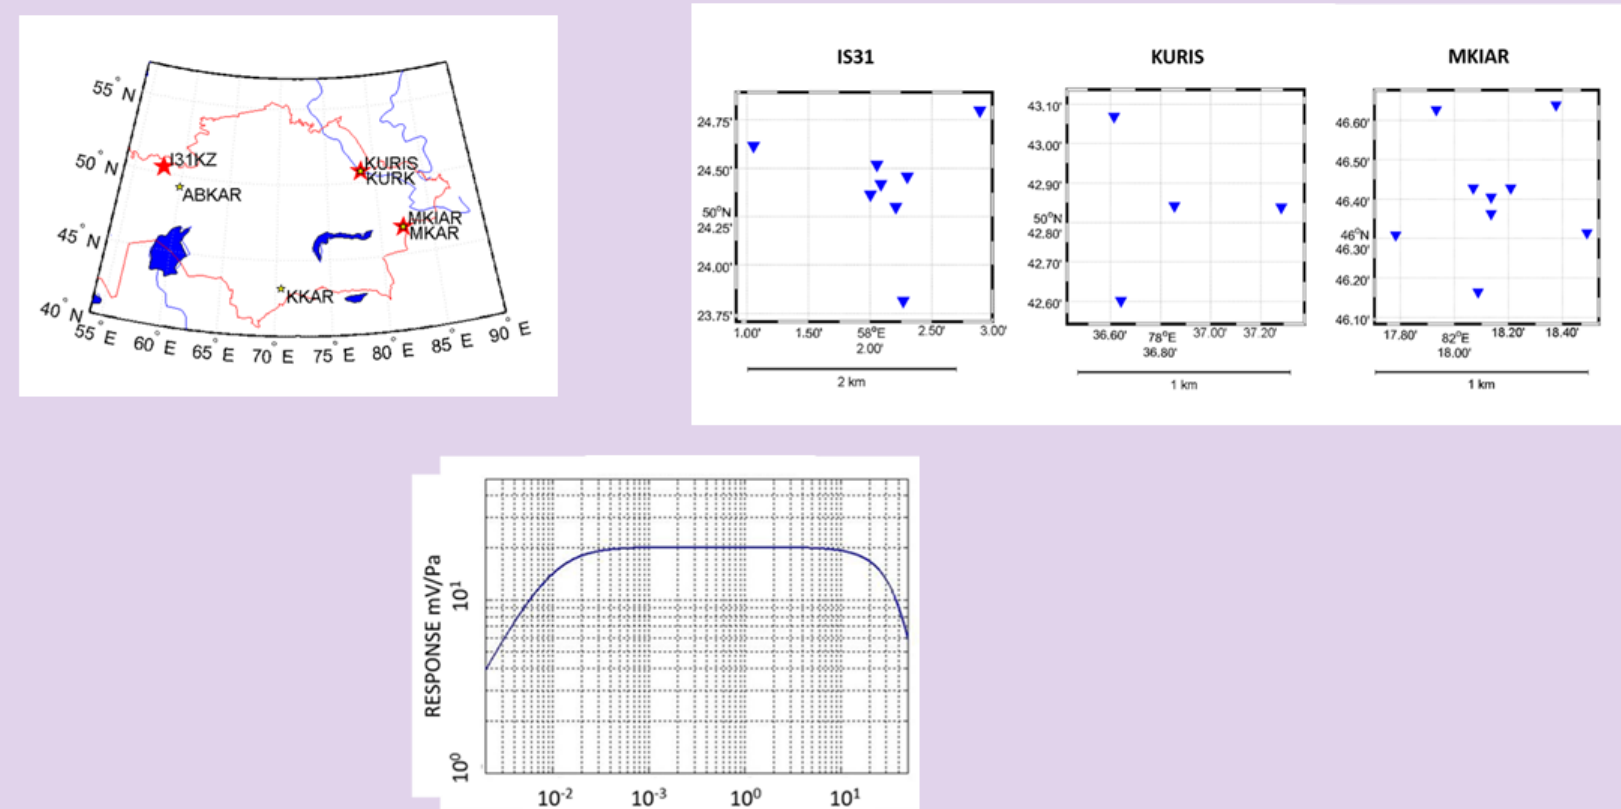 55° N
50° N
45° N
40° N
55° E
60° E
65° E
70° E
75° E
80° E
85° E
90° E
I31KZ
ABKAR
KURIS
KURK
MKIAR
MKAR
KKAR
IS31
24.75'
24.50'
50°N
24.25'
24.00'
23.75'
1.00'
1.50'
58°E
2.00'
2.50'
3.00'
2 km
KURIS
43.10'
43.00'
42.90'
50°N
42.80'
42.70'
42.60'
36.60'
78°E
36.80'
37.00'
37.20'
1 km
MKIAR
46.60'
46.50'
46.40'
46°N
46.30'
46.20'
46.10'
17.80'
82°E
18.00'
18.20'
18.40'
1 km
RESPONSE mV/Pa
10¹
10⁰
10⁻²
10⁻³
10⁰
10¹